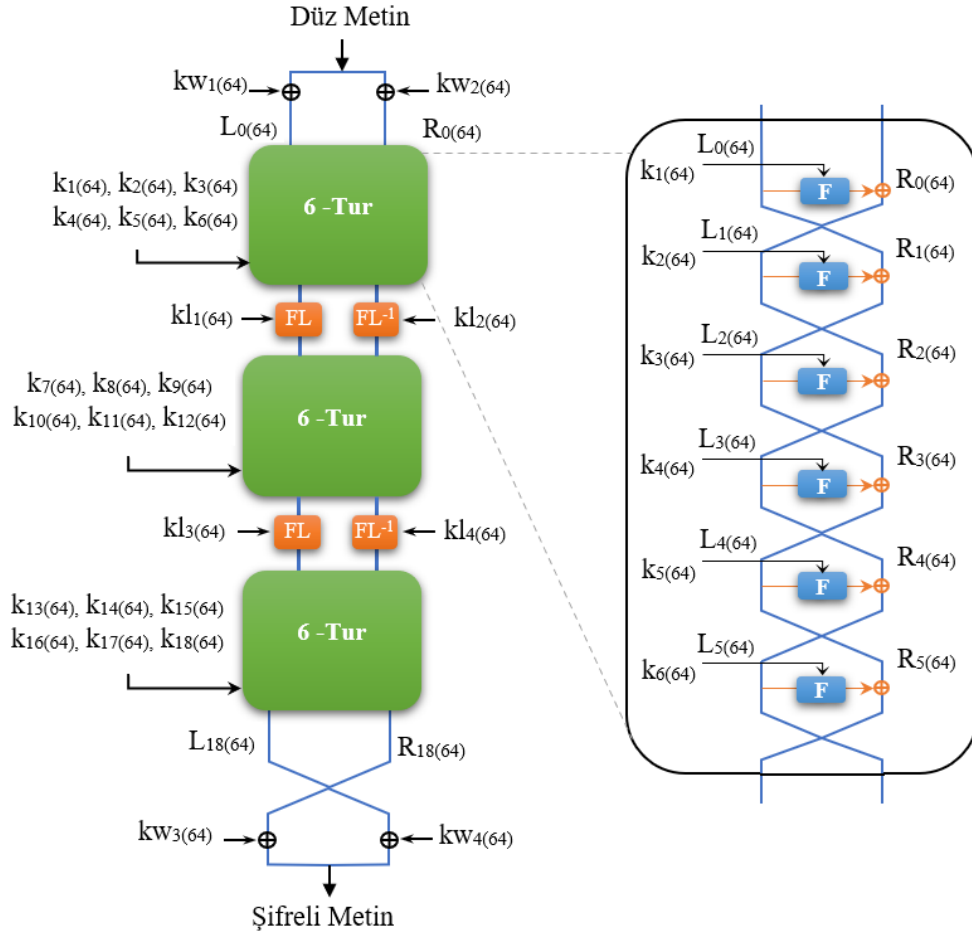 Düz Metin
kw1(64)
kw2(64)
L0(64)
R0(64)
k1(64), k2(64), k3(64)
k4(64), k5(64), k6(64)
6 -Tur
kl1(64)
FL
FL-1
kl2(64)
k7(64), k8(64), k9(64)
k10(64), k11(64), k12(64)
6 -Tur
kl3(64)
FL
FL-1
kl4(64)
k13(64), k14(64), k15(64)
k16(64), k17(64), k18(64)
6 -Tur
L18(64)
R18(64)
kw3(64)
kw4(64)
Şifreli Metin
L0(64)
k1(64)
F
R0(64)
L1(64)
k2(64)
F
R1(64)
L2(64)
k3(64)
F
R2(64)
L3(64)
k4(64)
F
R3(64)
L4(64)
k5(64)
F
R4(64)
L5(64)
k6(64)
F
R5(64)